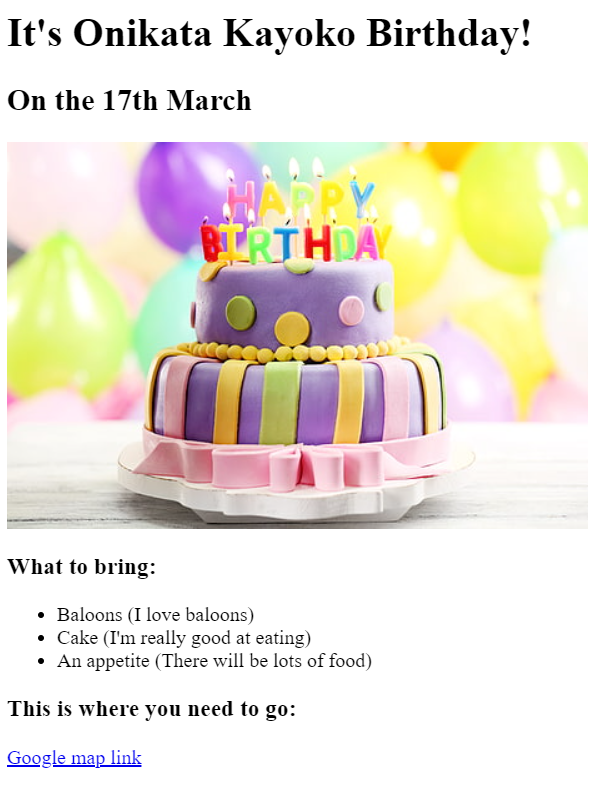 It's Onikata Kayoko Birthday!
On the 17th March
HAPPY
BIRTHDAY
What to bring:
Baloons (I love baloons)
Cake (I'm really good at eating)
An appetite (There will be lots of food)
This is where you need to go:
Google map link